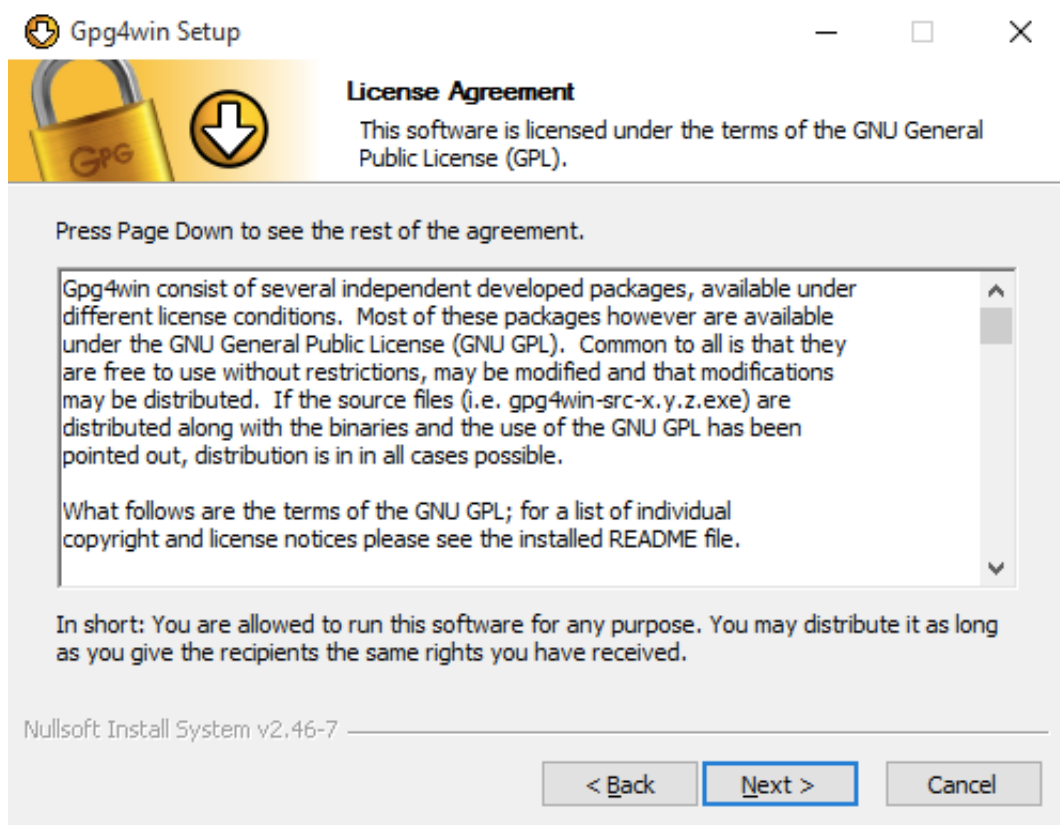 Gpg4win Setup
License Agreement
This software is licensed under the terms of the GNU General
Public License (GPL).
GPG
Press Page Down to see the rest of the agreement.
Gpg4win consist of several independent developed packages, available under
different license conditions.  Most of these packages however are available
under the GNU General Public License (GNU GPL).  Common to all is that they
are free to use without restrictions, may be modified and that modifications
may be distributed.  If the source files (i.e. gpg4win-src-x.y.z.exe) are
distributed along with the binaries and the use of the GNU GPL has been
pointed out, distribution is in in all cases possible.
What follows are the terms of the GNU GPL; for a list of individual
copyright and license notices please see the installed README file.
In short: You are allowed to run this software for any purpose. You may distribute it as long
as you give the recipients the same rights you have received.
Nullsoft Install System v2.46-7
< Back
Next >
Cancel